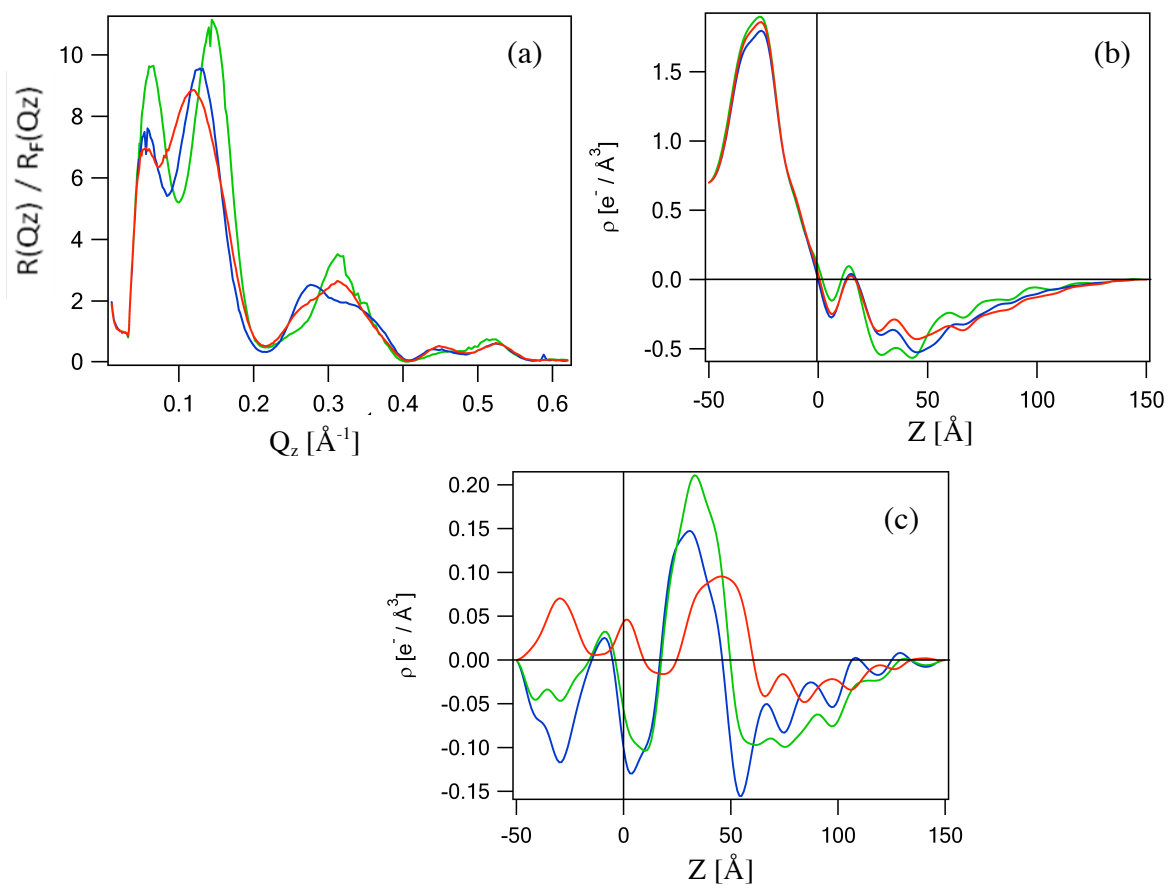 (a)
R(Qz) / R_F(Qz)
10
8
6
4
2
0
0.1 0.2 0.3 0.4 0.5 0.6
Q_z [Å^-1]
(b)
ρ [e^- / Å^3]
1.5
1.0
0.5
0.0
-0.5
-50 0 50 100 150
Z [Å]
(c)
ρ [e^- / Å^3]
0.20
0.15
0.10
0.05
0.00
-0.05
-0.10
-0.15
-50 0 50 100 150
Z [Å]